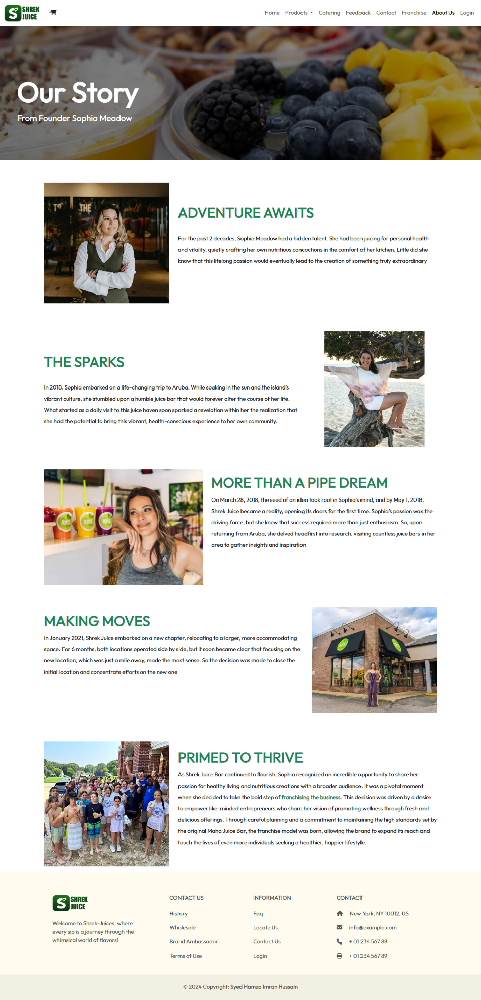 SHREK
JUICE
Home Products Catering Feedback Contact Franchise About Us Login
Our Story
From Founder Sophia Meadow
THE
well
ADVENTURE AWAITS
For the past 2 decades, Sophia Meadow had a hidden talent. She had been juicing for personal health
and vitality, quietly crafting her own nutritious concoctions in the comfort of her kitchen. Little did she
know that this lifelong passion would eventually lead to the creation of something truly extraordinary
THE SPARKS
In 2018, Sophia embarked on a life-changing trip to Aruba. While soaking in the sun and the island's
vibrant culture, she stumbled upon a humble juice bar that would forever alter the course of her life.
What started as a daily visit to this juice haven soon sparked a revelation within her the realization that
she had the potential to bring this vibrant, health-conscious experience to her own community.
SAY
JUICE
MORE THAN A PIPE DREAM
On March 28, 2018, the seed of an idea took root in Sophia's mind, and by May 1, 2018,
Shrek Juice became a reality, opening its doors for the first time. Sophia's passion was the
driving force, but she knew that success required more than just enthusiasm. So, upon
returning from Aruba, she delved headfirst into research, visiting countless juice bars in her
area to gather insights and inspiration
MAKING MOVES
In January 2021, Shrek Juice embarked on a new chapter, relocating to a larger, more accommodating
space. For 6 months, both locations operated side by side, but it soon became clear that focusing on the
new location, which was just a mile away, made the most sense. So the decision was made to close the
initial location and concentrate efforts on the new one
PRIMED TO THRIVE
As Shrek Juice Bar continued to flourish, Sophia recognized an incredible opportunity to share her
passion for healthy living and nutritious creations with a broader audience. It was a pivotal moment
when she decided to take the bold step of franchising the business. This decision was driven by a desire
to empower like-minded entrepreneurs who share her vision of promoting wellness through fresh and
delicious offerings. Through careful planning and a commitment to maintaining the high standards set by
the original Maha Juice Bar, the franchise model was born, allowing the brand to expand its reach and
touch the lives of even more individuals seeking a healthier, happier lifestyle.
SHREK
JUICE
Welcome to Shrek-Juices, where
every sip is a journey through the
whimsical world of flavors!
CONTACT US
History
Wholesale
Brand Ambassador
Terms of Use
INFORMATION
Faq
Locate Us
Contact Us
Login
CONTACT
New York, NY 10012, US
info@example.com
+ 01 234 567 88
+ 01 234 567 89
© 2024 Copyright: Syed Hamza Imran Hussain